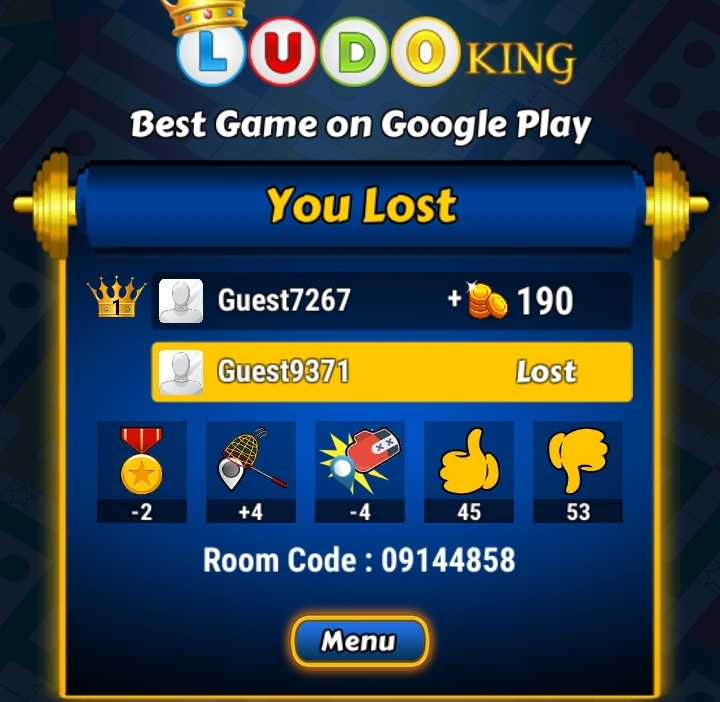 LUDO KING
Best Game on Google Play
You Lost
1 Guest7267 + 190
Guest9371 Lost
-2 +4 -4 45 53
Room Code : 09144858
Menu